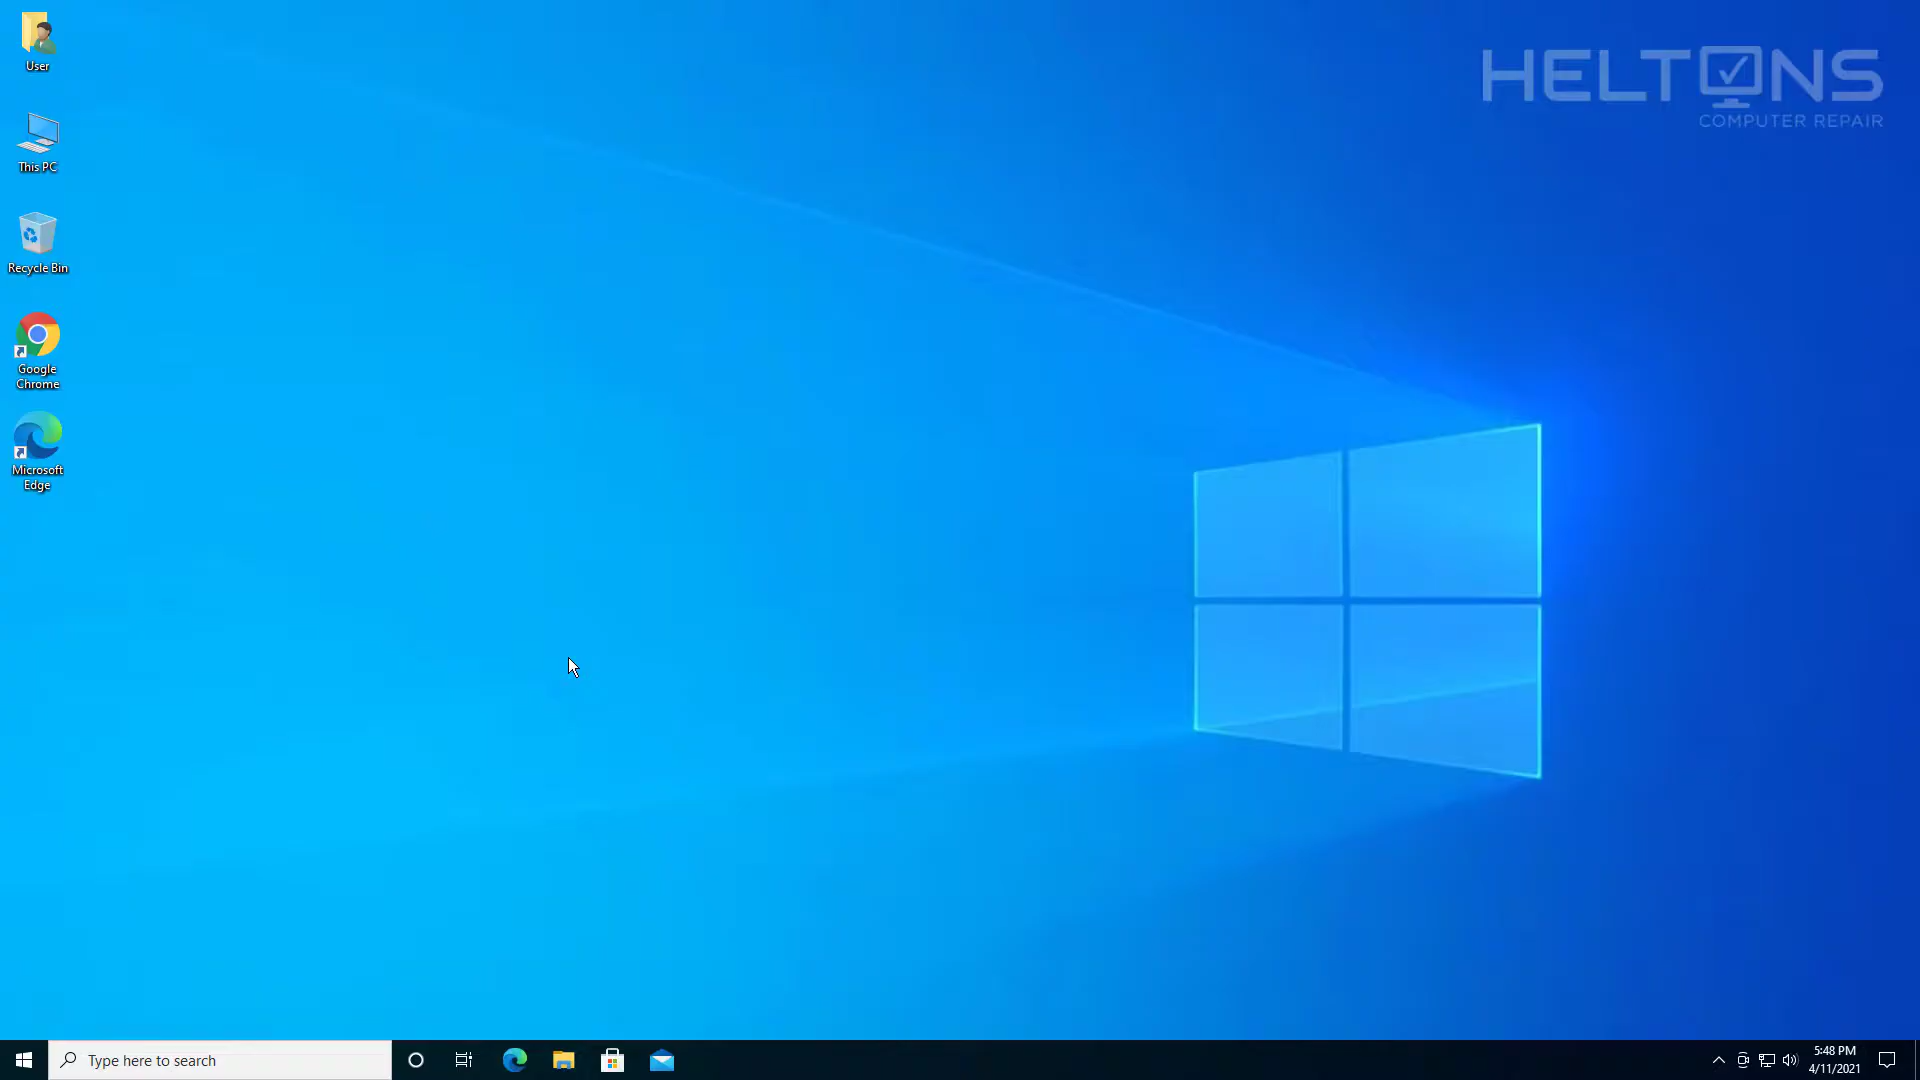 User
This PC
Recycle Bin
Google
Chrome
Microsoft
Edge
HELTONS
COMPUTER REPAIR
Type here to search
5:48 PM
4/11/2021